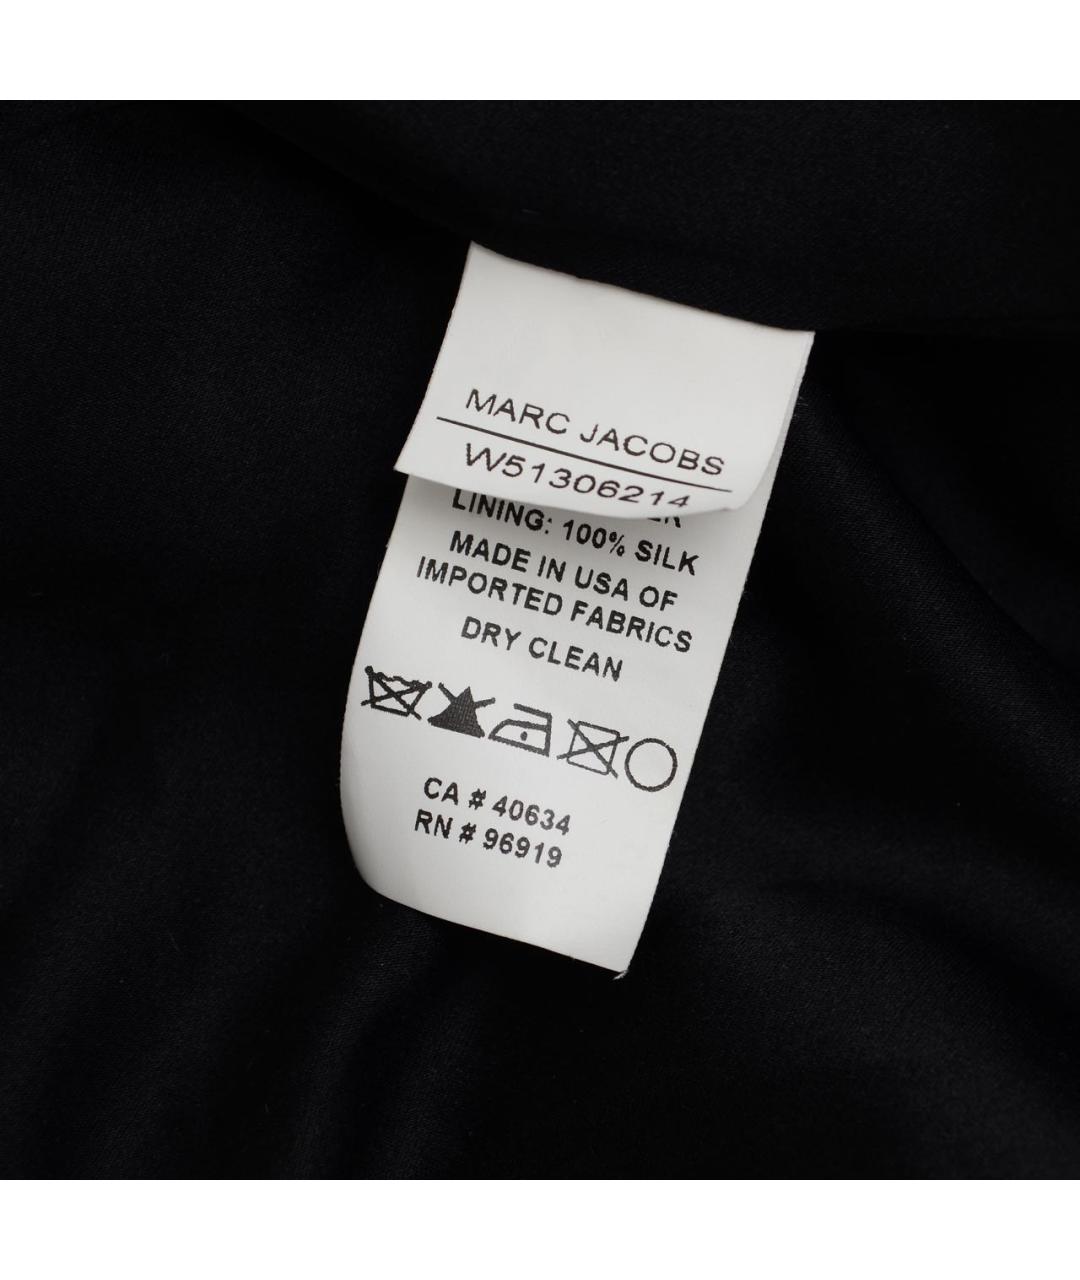 MARC JACOBS
W51306214
LINING: 100% SILK
MADE IN USA OF
IMPORTED FABRICS
DRY CLEAN
CA # 40634
RN # 96919